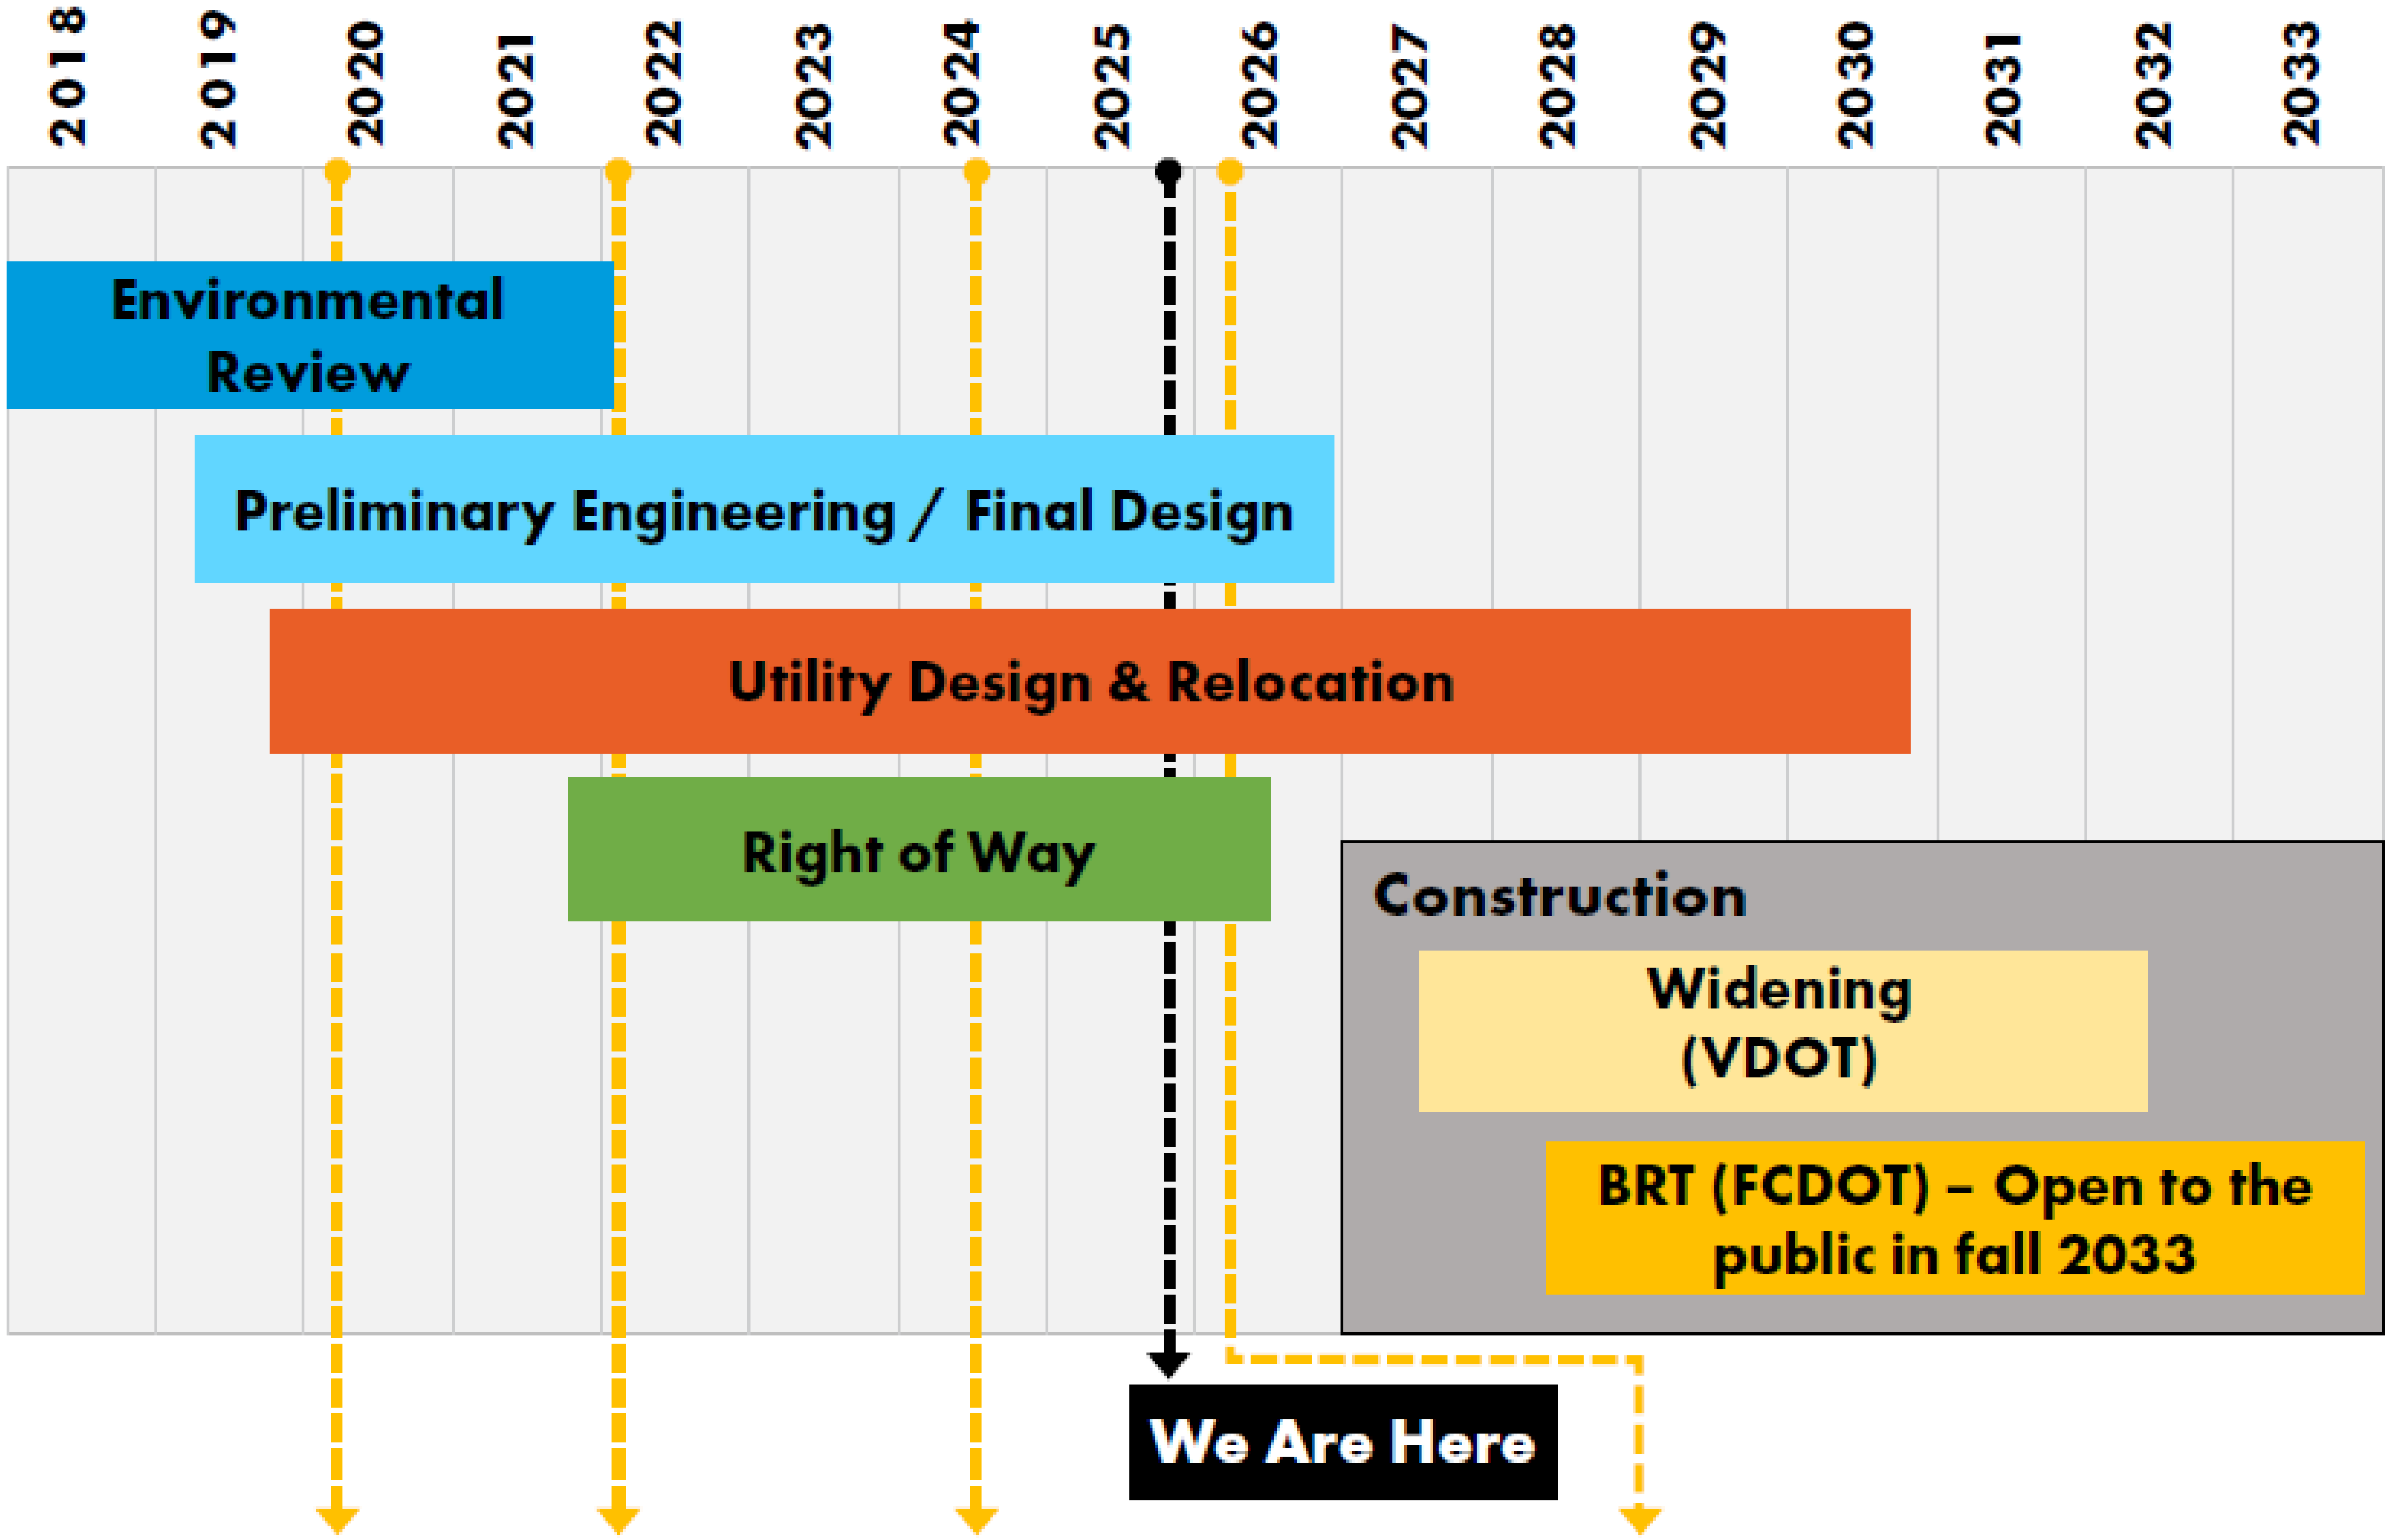 2018 2019 2020 2021 2022 2023 2024 2025 2026 2027 2028 2029 2030 2031 2032 2033
Environmental
Review
Preliminary Engineering / Final Design
Utility Design & Relocation
Right of Way
Construction
Widening
(VDOT)
BRT (FCDOT) – Open to the
public in fall 2033
We Are Here